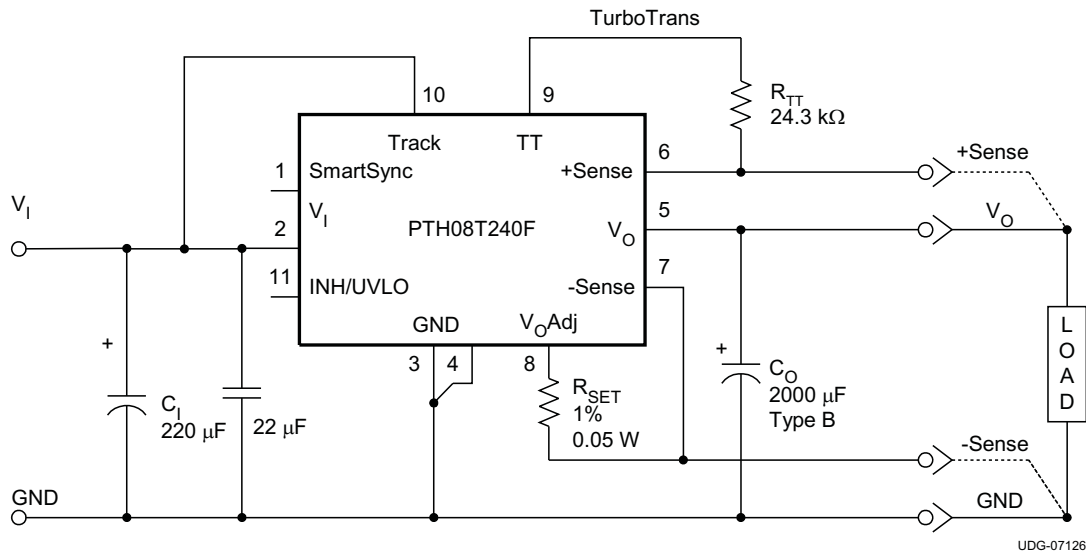 TurboTrans
10
9
R_TT
24.3 kΩ
Track
TT
6
+Sense
1
SmartSync
+Sense
V_I
V_I
5
V_O
2
PTH08T240F
V_O
7
11
INH/UVLO
-Sense
GND
V_OAdj
+
3
4
8
+
C_I
220 μF
22 μF
R_SET
1%
0.05 W
C_O
2000 μF
Type B
LOAD
-Sense
GND
GND
UDG-07126